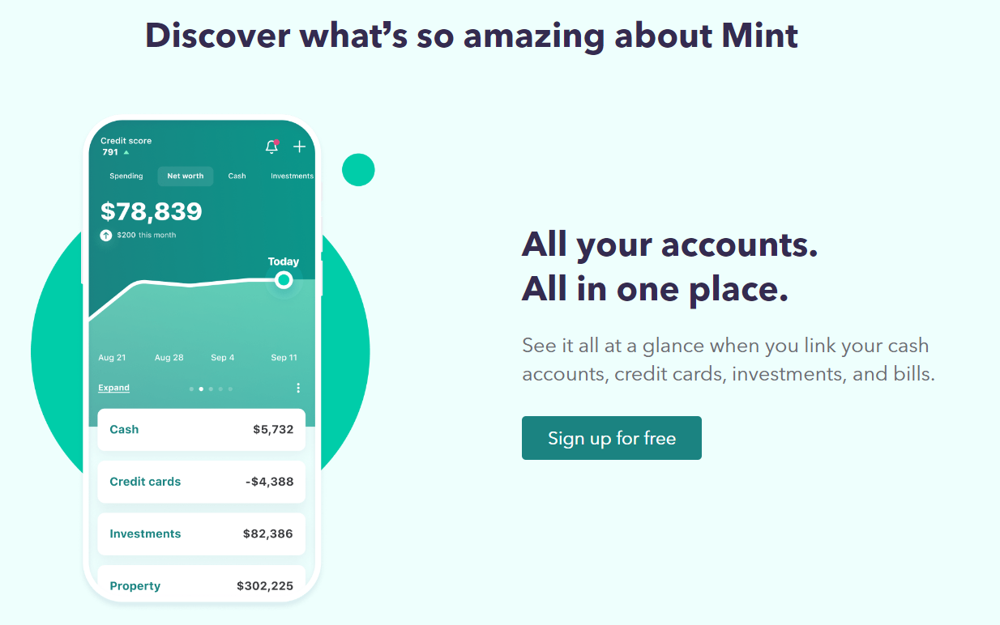 Discover what’s so amazing about Mint
Credit score
791
Spending Net worth Cash Investments
$78,839
$200 this month
Today
Aug 21 Aug 28 Sep 4 Sep 11
Expand
Cash $5,732
Credit cards -$4,388
Investments $82,386
Property $302,225
All your accounts.
All in one place.
See it all at a glance when you link your cash
accounts, credit cards, investments, and bills.
Sign up for free